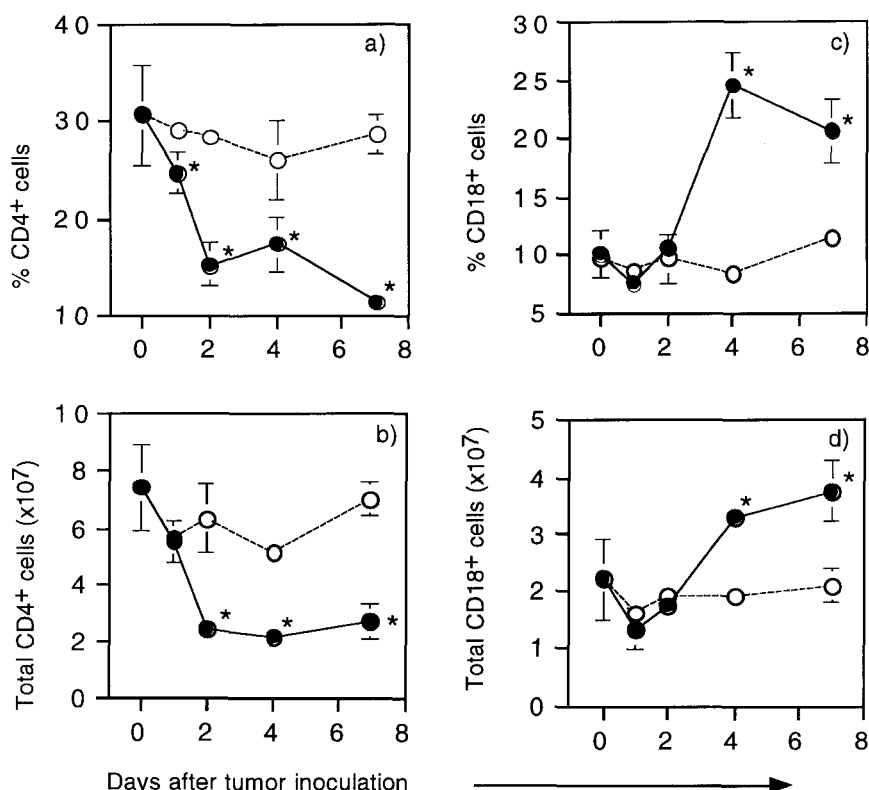 a)
% CD4+ cells
40
30
20
10
0 2 4 6 8
*
*
*
*
c)
% CD18+ cells
30
25
20
15
10
5
0 2 4 6 8
*
*
b)
Total CD4+ cells (x10⁷)
10
8
6
4
2
0
0 2 4 6 8
*
*
*
d)
Total CD18+ cells (x10⁷)
5
4
3
2
1
0
0 2 4 6 8
*
*
Days after tumor inoculation